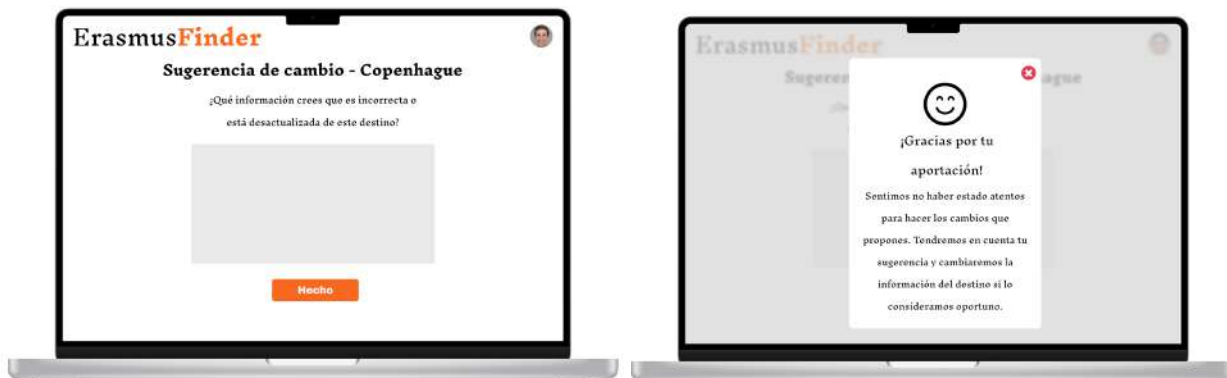 ErasmusFinder
Sugerencia de cambio - Copenhague
¿Qué información crees que es incorrecta o
está desactualizada de este destino?
Hecho
ErasmusFinder
¡Gracias por tu
aportación!
Sentimos no haber estado atentos
para hacer los cambios que
propones. Tendremos en cuenta tu
sugerencia y cambiaremos la
información del destino si lo
consideramos oportuno.